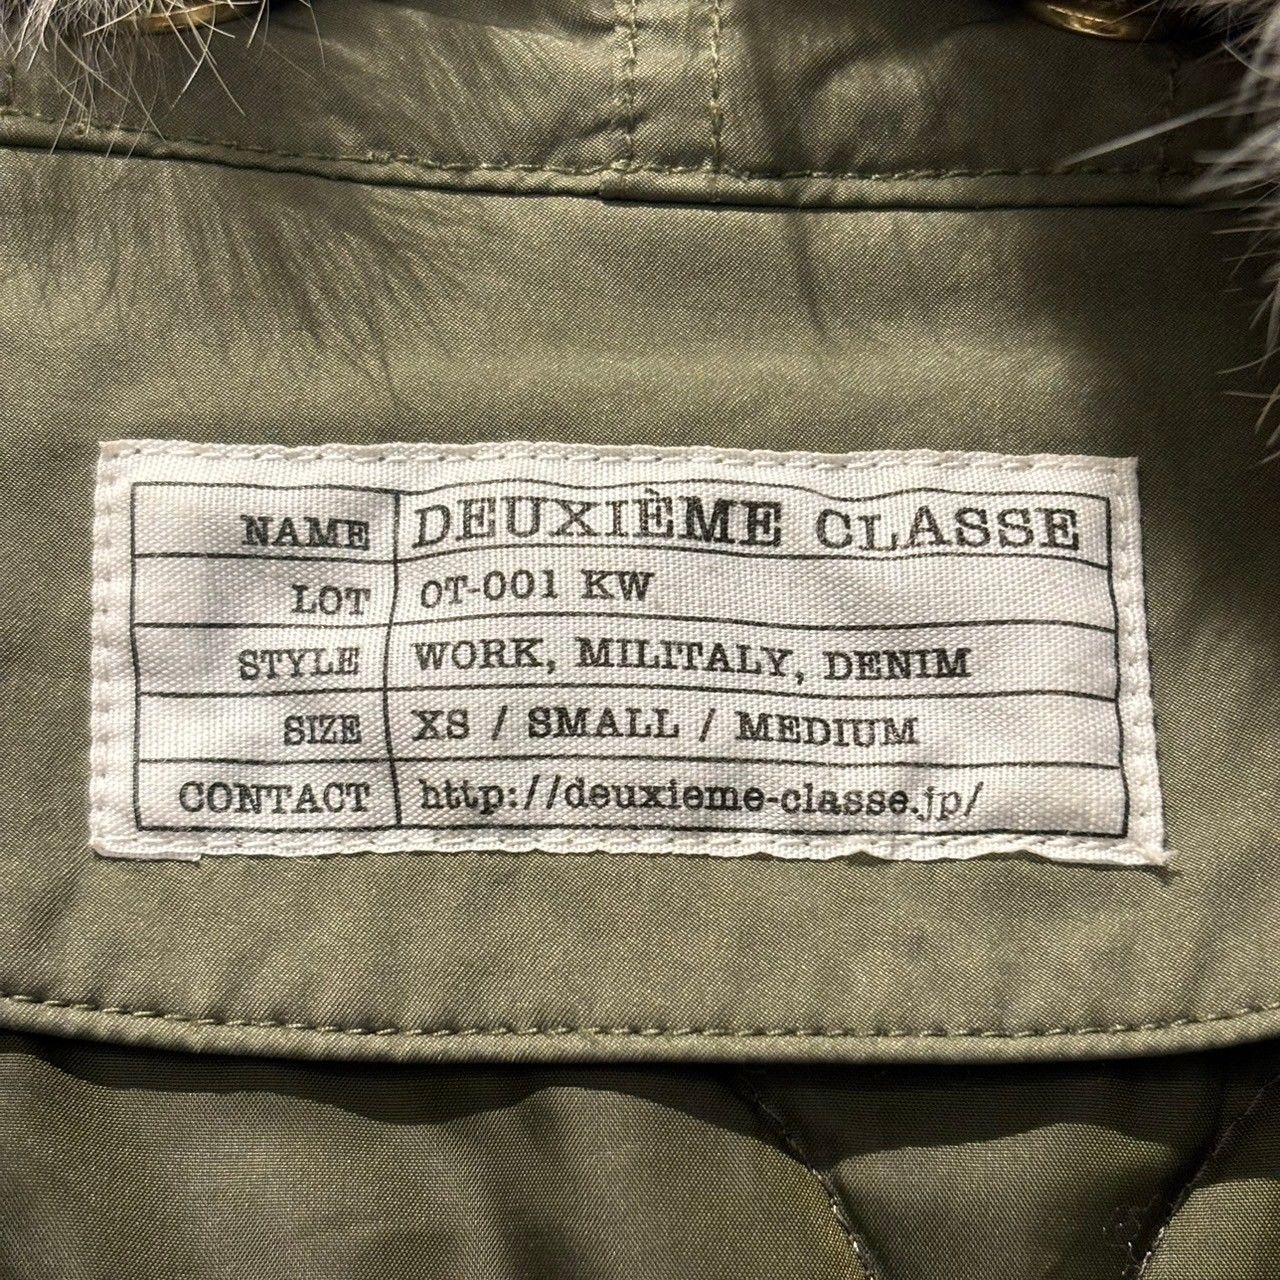 NAME DEUXIÈME CLASSE
LOT OT-001 KW
STYLE WORK, MILITALY, DENIM
SIZE XS / SMALL / MEDIUM
CONTACT http://deuxieme-classe.jp/